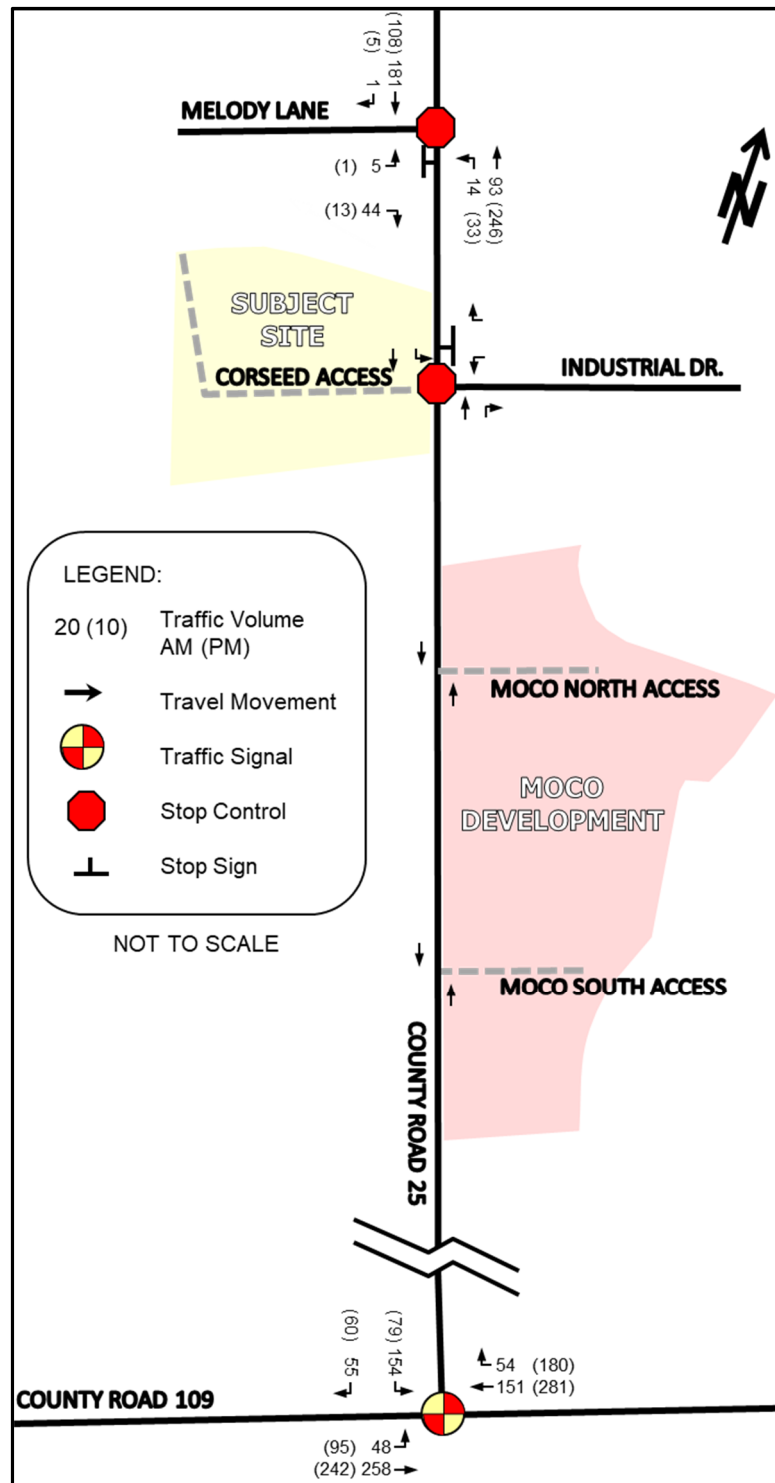 (108) 181
(5) 1
MELODY LANE
(1) 5
(13) 44
93 (246)
14 (33)
N
SUBJECT
SITE
CORSEED ACCESS
INDUSTRIAL DR.
LEGEND:
20 (10) Traffic Volume
AM (PM)
Travel Movement
Traffic Signal
Stop Control
Stop Sign
NOT TO SCALE
MOCO NORTH ACCESS
MOCO
DEVELOPMENT
MOCO SOUTH ACCESS
COUNTY ROAD 25
(60) 55
(79) 154
54 (180)
151 (281)
COUNTY ROAD 109
(95) 48
(242) 258